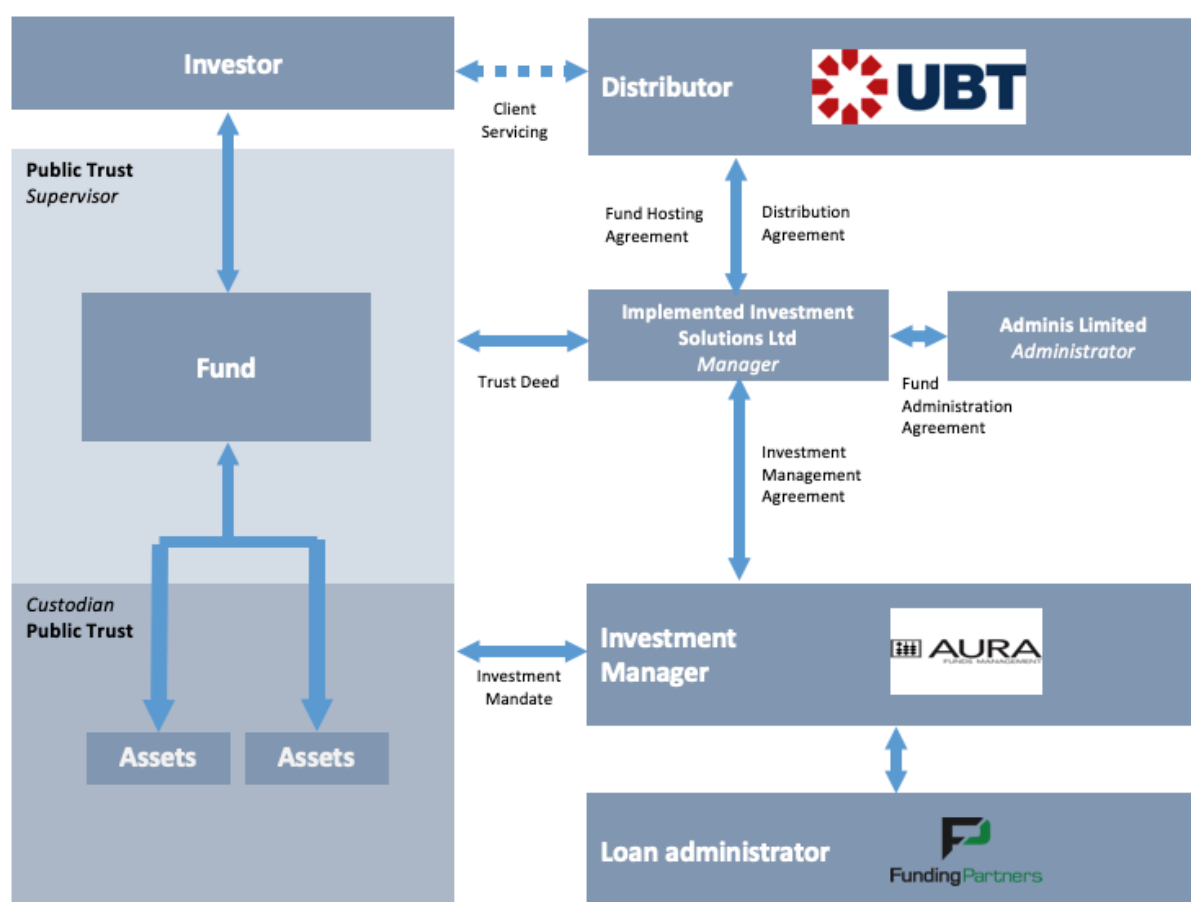 Investor
Client
Servicing
Distributor
UBT
Public Trust
Supervisor
Fund Hosting
Agreement
Distribution
Agreement
Fund
Trust Deed
Implemented Investment
Solutions Ltd
Manager
Adminis Limited
Administrator
Fund
Administration
Agreement
Investment
Management
Agreement
Custodian
Public Trust
Investment
Mandate
Investment
Manager
AURA
FUNDS MANAGEMENT
Assets
Assets
Loan administrator
FundingPartners